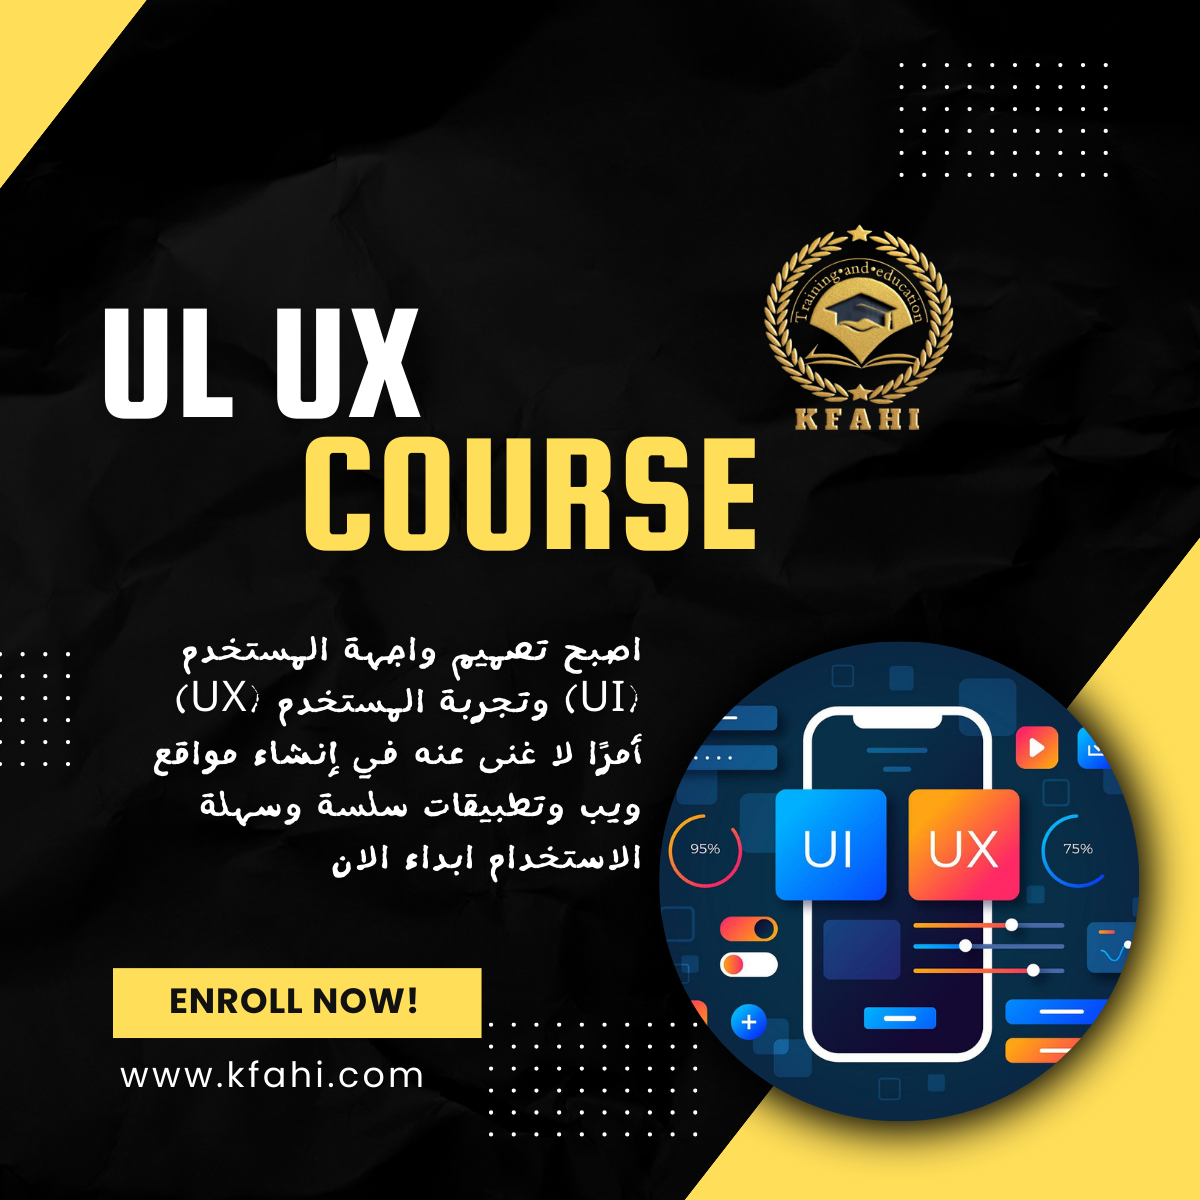 Training•and•education
KFAHI
UL UX
COURSE
اصبح تصميم واجهة المستخدم
(UI) وتجربة المستخدم (UX)
أمرًا لا غنى عنه في إنشاء مواقع
ويب وتطبيقات سلسة وسهلة
الاستخدام ابداء الان
95%
UI
UX
75%
ENROLL NOW!
www.kfahi.com